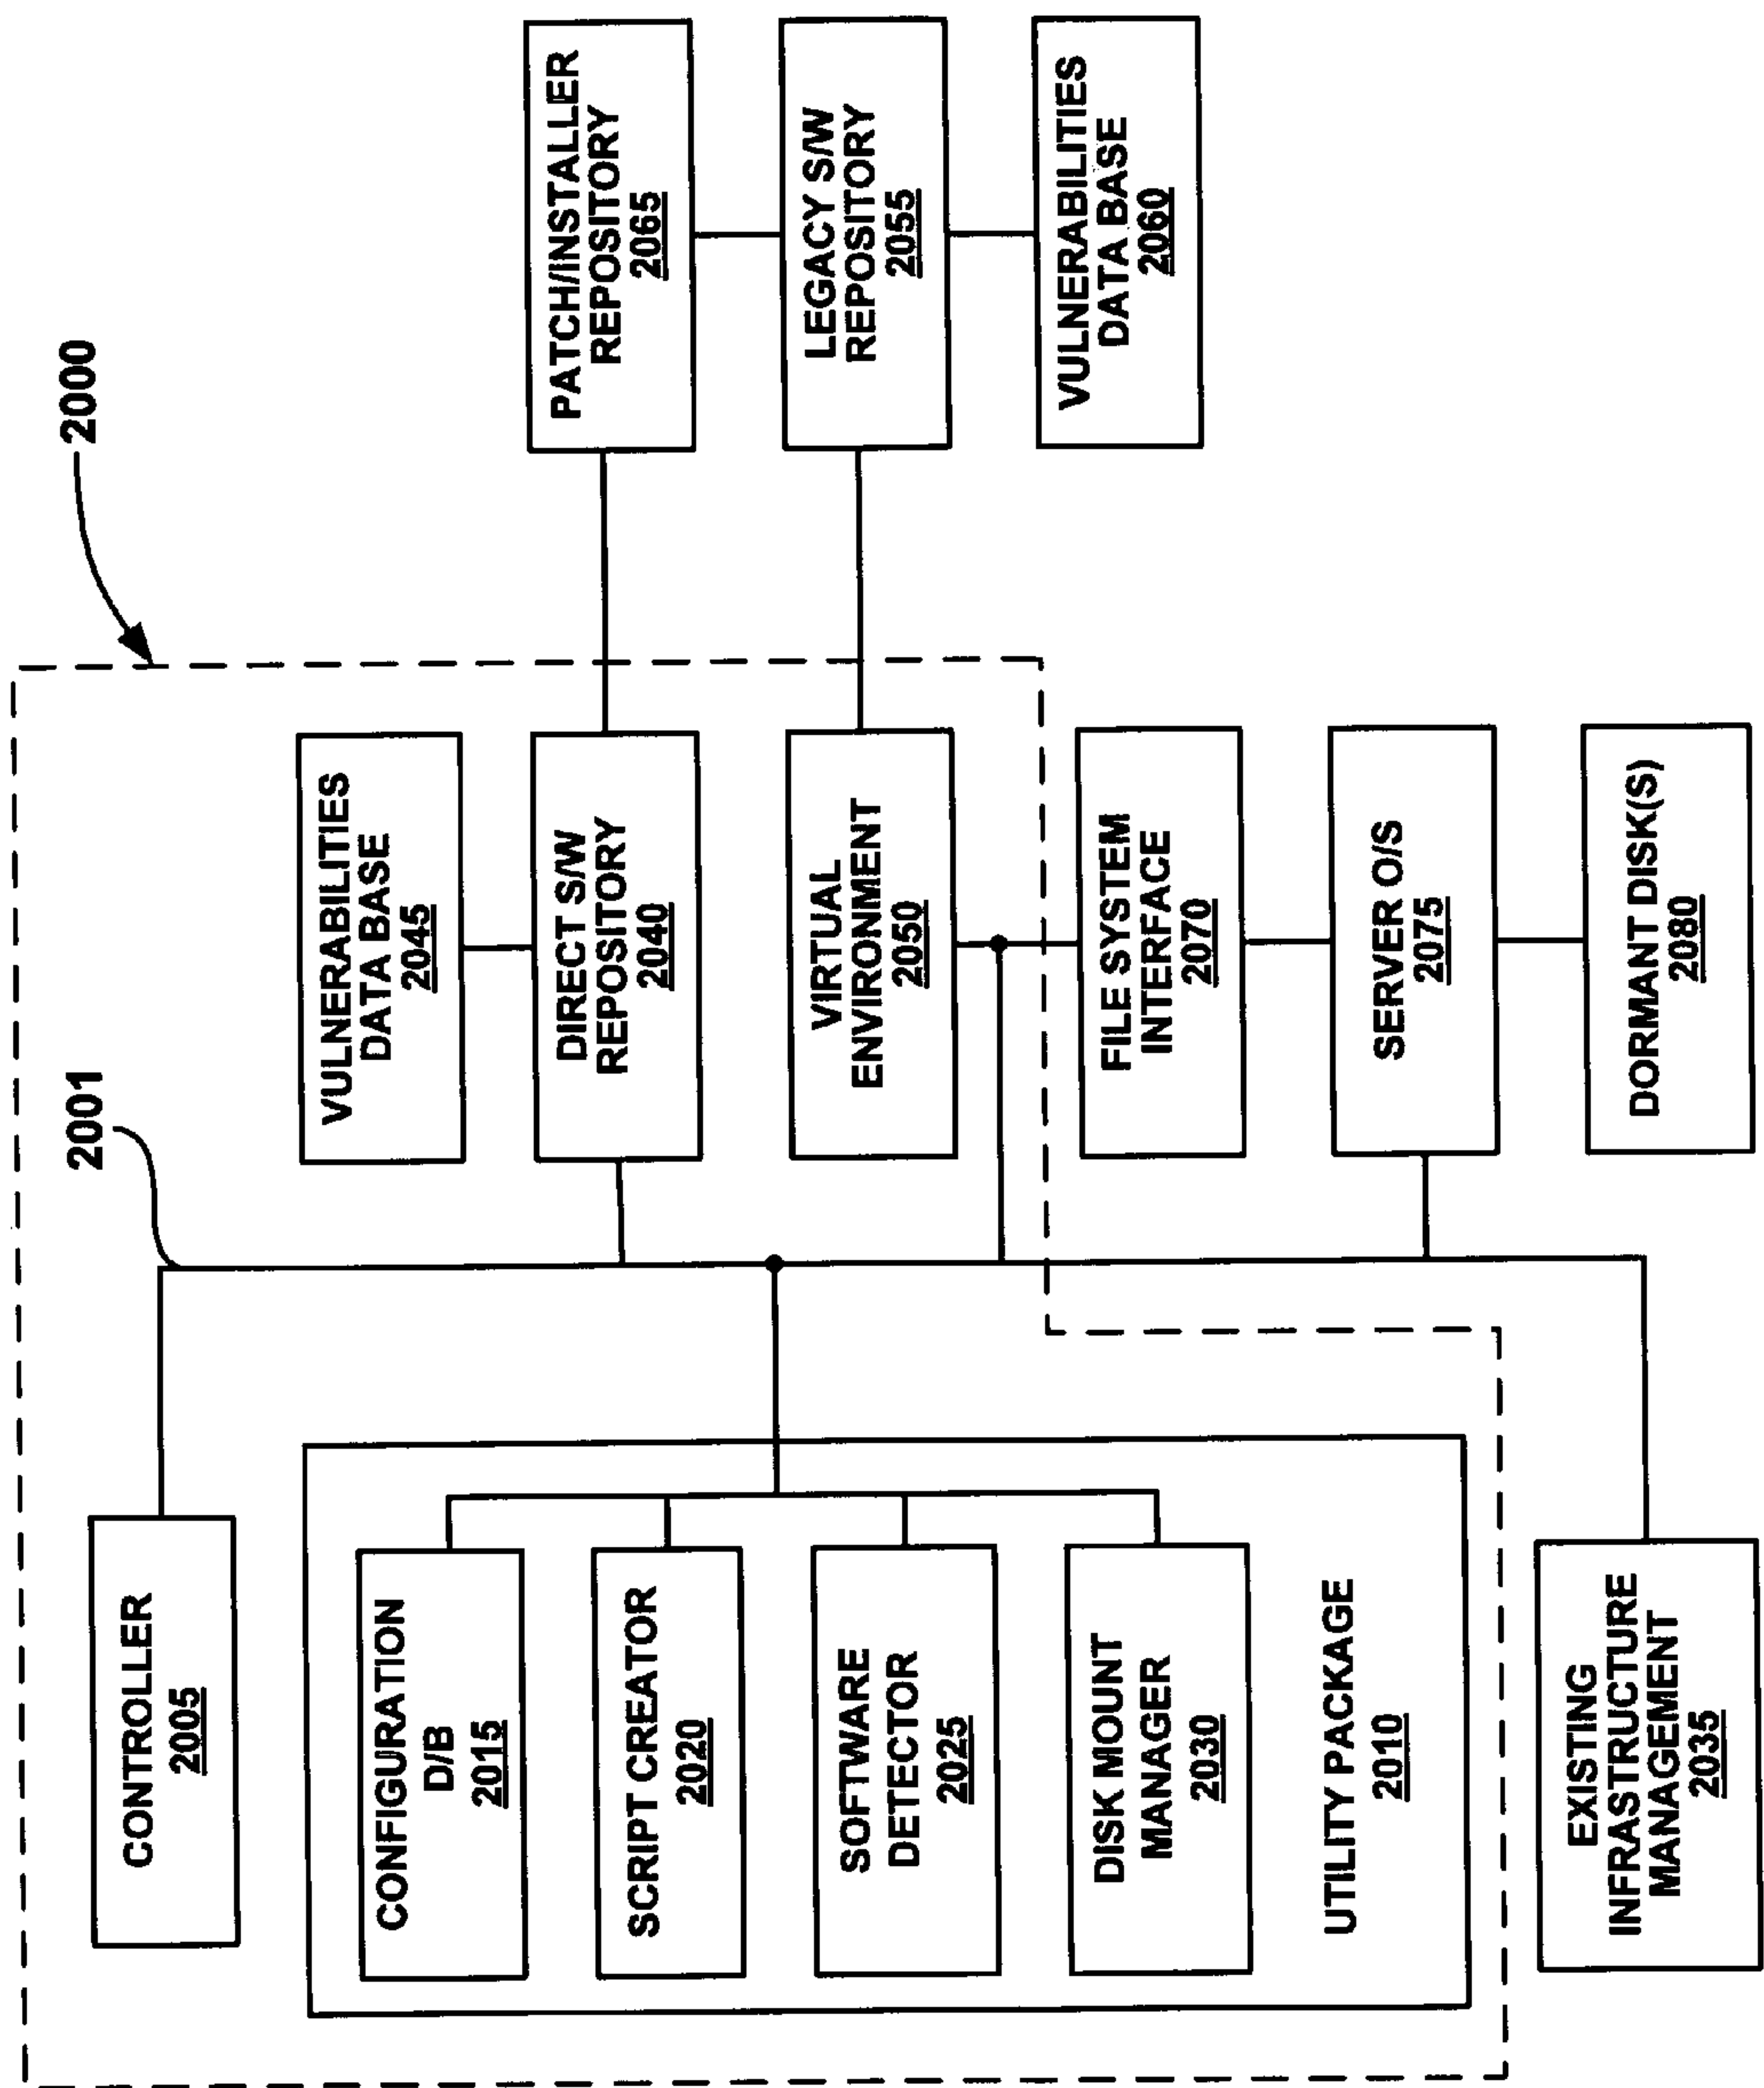 2000
2001
CONTROLLER
2005
CONFIGURATION
D/B
2015
SCRIPT CREATOR
2020
SOFTWARE
DETECTOR
2025
DISK MOUNT
MANAGER
2030
UTILITY PACKAGE
2010
EXISTING
INFRASTRUCTURE
MANAGEMENT
2035
VULNERABILITIES
DATA BASE
2045
DIRECT S/W
REPOSITORY
2040
VIRTUAL
ENVIRONMENT
2050
FILE SYSTEM
INTERFACE
2070
SERVER O/S
2075
DORMANT DISK(S)
2080
PATCH/INSTALLER
REPOSITORY
2065
LEGACY S/W
REPOSITORY
2055
VULNERABILITIES
DATA BASE
2060